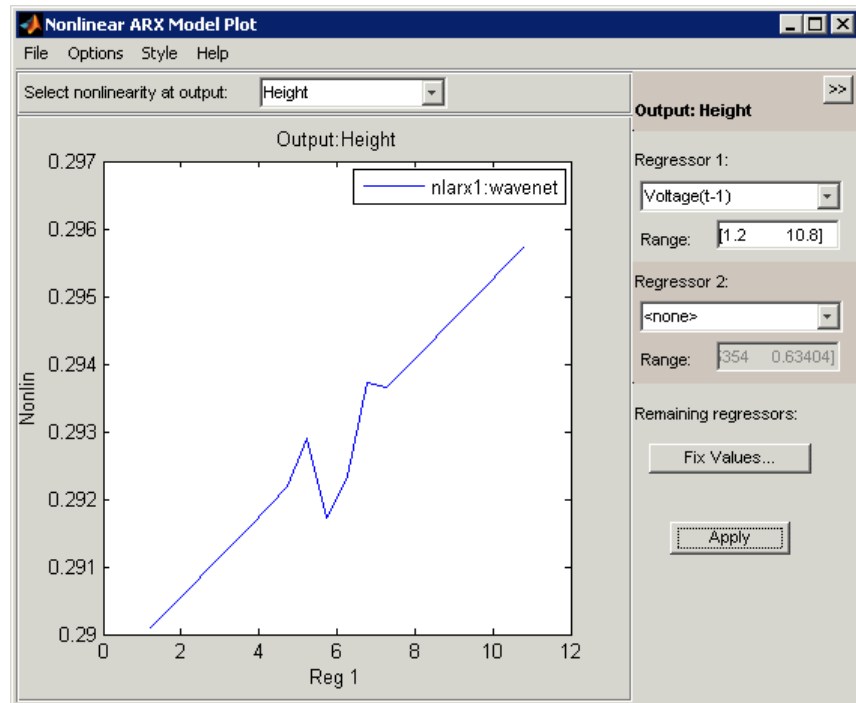 Nonlinear ARX Model Plot
File Options Style Help
Select nonlinearity at output: Height
>>
Output: Height
Output:Height
nlarx1:wavenet
0.297
0.296
0.295
0.294
0.293
0.292
0.291
0.29
Nonlin
0 2 4 6 8 10 12
Reg 1
Regressor 1:
Voltage(t-1)
Range: [1.2 10.8]
Regressor 2:
<none>
Range: 354 0.63404]
Remaining regressors:
Fix Values...
Apply